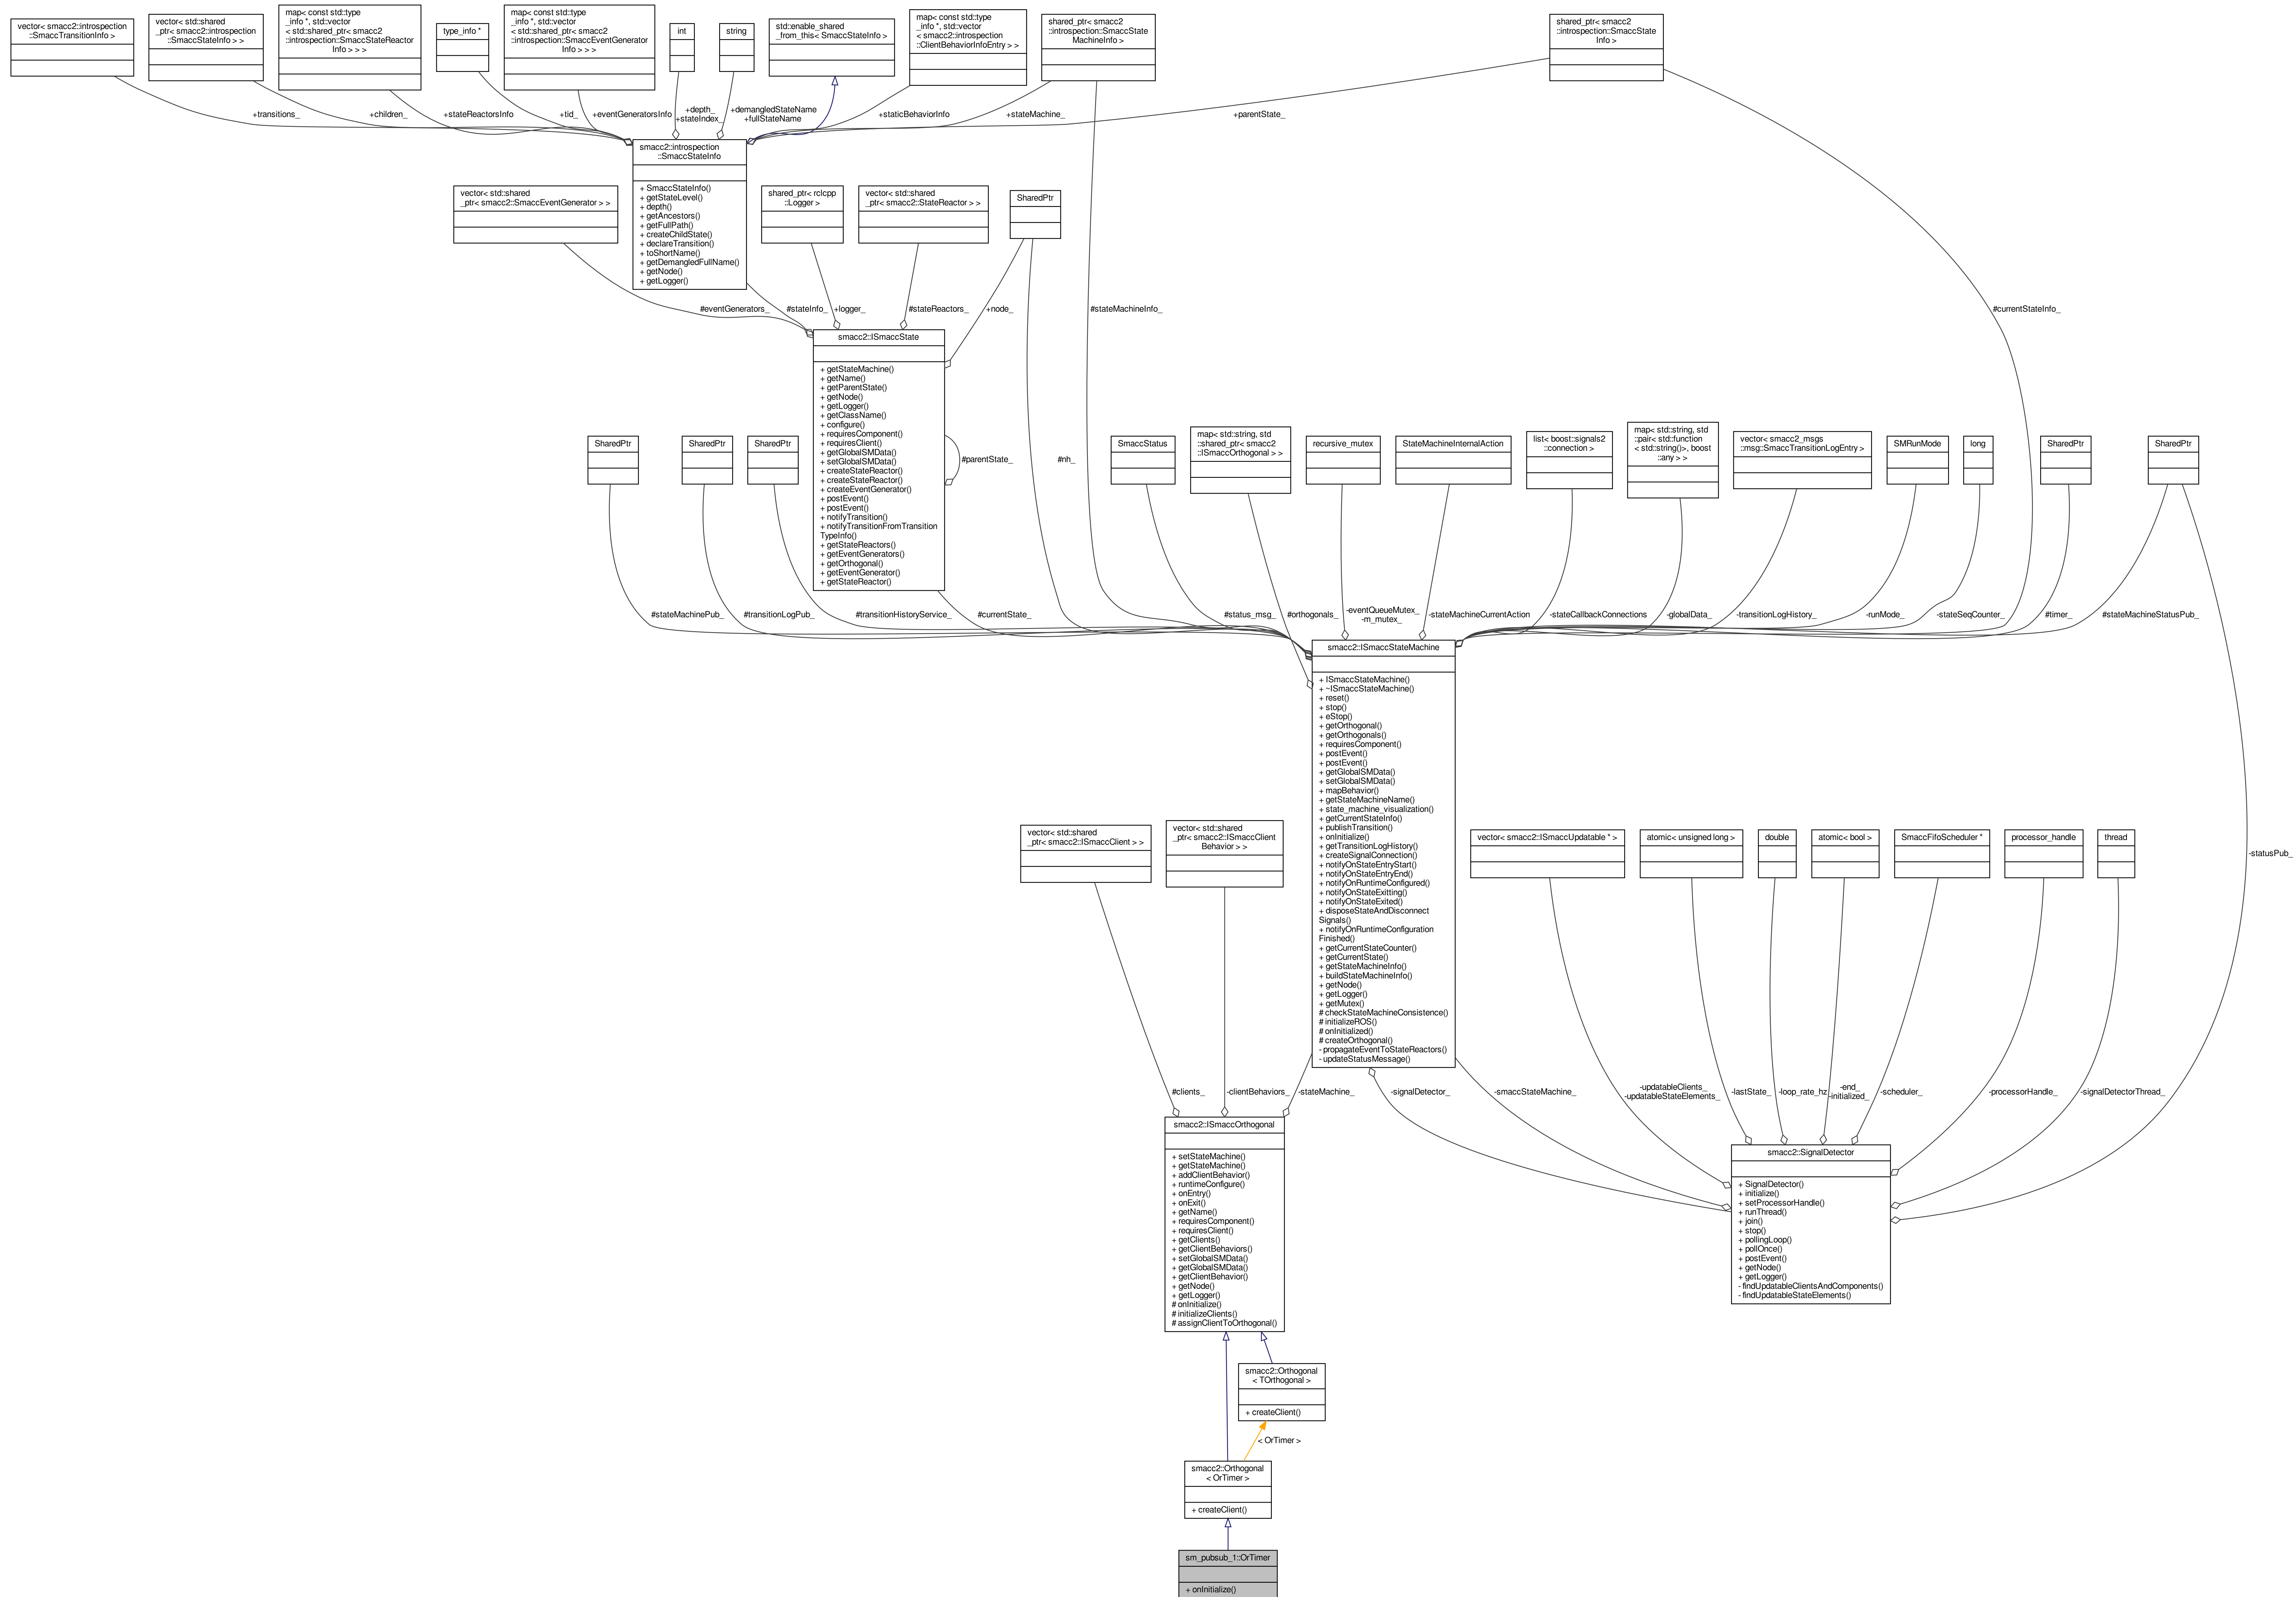 vector< smacc2::introspection
::SmaccTransitionInfo >
vector< std::shared
_ptr< smacc2::introspection
::SmaccStateInfo > >
map< const std::type
_info *, std::vector
< std::shared_ptr< smacc2
::introspection::SmaccStateReactor
Info > > >
type_info *
map< const std::type
_info *, std::vector
< std::shared_ptr< smacc2
::introspection::SmaccEventGenerator
Info > > >
int
string
std::enable_shared
_from_this< SmaccStateInfo >
map< const std::type
_info *, std::vector
< smacc2::introspection
::ClientBehaviorInfoEntry > >
shared_ptr< smacc2
::introspection::SmaccState
MachineInfo >
shared_ptr< smacc2
::introspection::SmaccState
Info >
+transitions_
+children_
+stateReactorsInfo
+tid_
+eventGeneratorsInfo
+depth_
+stateIndex_
+demangledStateName
+fullStateName
+staticBehaviorInfo
+stateMachine_
+parentState_
smacc2::introspection
::SmaccStateInfo
+ SmaccStateInfo()
+ getStateLevel()
+ depth()
+ getAncestors()
+ getFullPath()
+ createChildState()
+ declareTransition()
+ toShortName()
+ getDemangledFullName()
+ getNode()
+ getLogger()
vector< std::shared
_ptr< smacc2::SmaccEventGenerator > >
shared_ptr< rclcpp
::Logger >
vector< std::shared
_ptr< smacc2::StateReactor > >
SharedPtr
#eventGenerators_
#stateInfo_
+logger_
#stateReactors_
+node_
#stateMachineInfo_
#currentStateInfo_
smacc2::ISmaccState
+ getStateMachine()
+ getName()
+ getParentState()
+ getNode()
+ getLogger()
+ getClassName()
+ configure()
+ requiresComponent()
+ requiresClient()
+ getOrthogonal()
+ getGlobalSMData()
+ setGlobalSMData()
+ createStateReactor()
+ createStateReactor()
+ createEventGenerator()
+ postEvent()
+ postEvent()
+ notifyTransition()
+ notifyTransitionFromTransition
TypeInfo()
+ getStateReactors()
+ getEventGenerators()
+ getOrthogonal()
+ getEventGenerator()
+ getStateReactor()
#parentState_
#nh_
SharedPtr
SharedPtr
SharedPtr
SmaccStatus
map< std::string, std
::shared_ptr< smacc2
::ISmaccOrthogonal > >
recursive_mutex
StateMachineInternalAction
list< boost::signals2
::connection >
map< std::string, std
::pair< std::function
< std::string()>, boost
::any > >
vector< smacc2_msgs
::msg::SmaccTransitionLogEntry >
SMRunMode
long
SharedPtr
SharedPtr
#stateMachinePub_
#transitionLogPub_
#transitionHistoryService_
#currentState_
#status_msg_
#orthogonals_
-eventQueueMutex_
-m_mutex_
-stateMachineCurrentAction
-stateCallbackConnections
-globalData_
-transitionLogHistory_
-runMode_
-stateSeqCounter_
#timer_
#stateMachineStatusPub_
smacc2::ISmaccStateMachine
+ ISmaccStateMachine()
+ ~ISmaccStateMachine()
+ reset()
+ stop()
+ eStop()
+ getOrthogonal()
+ getOrthogonals()
+ requiresComponent()
+ postEvent()
+ postEvent()
+ getGlobalSMData()
+ setGlobalSMData()
+ mapBehavior()
+ getStateMachineName()
+ state_machine_visualization()
+ getCurrentStateInfo()
+ publishTransition()
+ onInitialize()
+ getTransitionLogHistory()
+ createSignalConnection()
+ notifyOnStateEntryStart()
+ notifyOnStateEntryEnd()
+ notifyOnRuntimeConfigured()
+ notifyOnStateExitting()
+ notifyOnStateExited()
+ disposeStateAndDisconnect
Signals()
+ notifyOnRuntimeConfiguration
Finished()
+ getCurrentStateCounter()
+ getCurrentState()
+ getStateMachineInfo()
+ buildStateMachineInfo()
+ getNode()
+ getLogger()
+ getMutex()
# checkStateMachineConsistence()
# initializeROS()
# onInitialized()
# createOrthogonal()
- propagateEventToStateReactors()
- updateStatusMessage()
vector< std::shared
_ptr< smacc2::ISmaccClient > >
vector< std::shared
_ptr< smacc2::ISmaccClient
Behavior > >
vector< smacc2::ISmaccUpdatable * >
atomic< unsigned long >
double
atomic< bool >
SmaccFifoScheduler *
processor_handle
thread
-statusPub_
#clients_
-clientBehaviors_
-stateMachine_
-signalDetector_
-smaccStateMachine_
-updatableClients_
-updatableStateElements_
-lastState_
-loop_rate_hz
-end_
-initialized_
-scheduler_
-processorHandle_
-signalDetectorThread_
smacc2::ISmaccOrthogonal
+ setStateMachine()
+ getStateMachine()
+ addClientBehavior()
+ runtimeConfigure()
+ onEntry()
+ onExit()
+ getName()
+ requiresComponent()
+ requiresClient()
+ getClients()
+ getClientBehaviors()
+ setGlobalSMData()
+ getGlobalSMData()
+ getClientBehavior()
+ getNode()
+ getLogger()
# onInitialize()
# initializeClients()
# assignClientToOrthogonal()
smacc2::SignalDetector
+ SignalDetector()
+ initialize()
+ setProcessorHandle()
+ runThread()
+ join()
+ stop()
+ pollingLoop()
+ pollOnce()
+ postEvent()
+ getNode()
+ getLogger()
- findUpdatableClientsAndComponents()
- findUpdatableStateElements()
smacc2::Orthogonal
< TOrthogonal >
+ createClient()
< OrTimer >
smacc2::Orthogonal
< OrTimer >
+ createClient()
sm_pubsub_1::OrTimer
+ onInitialize()